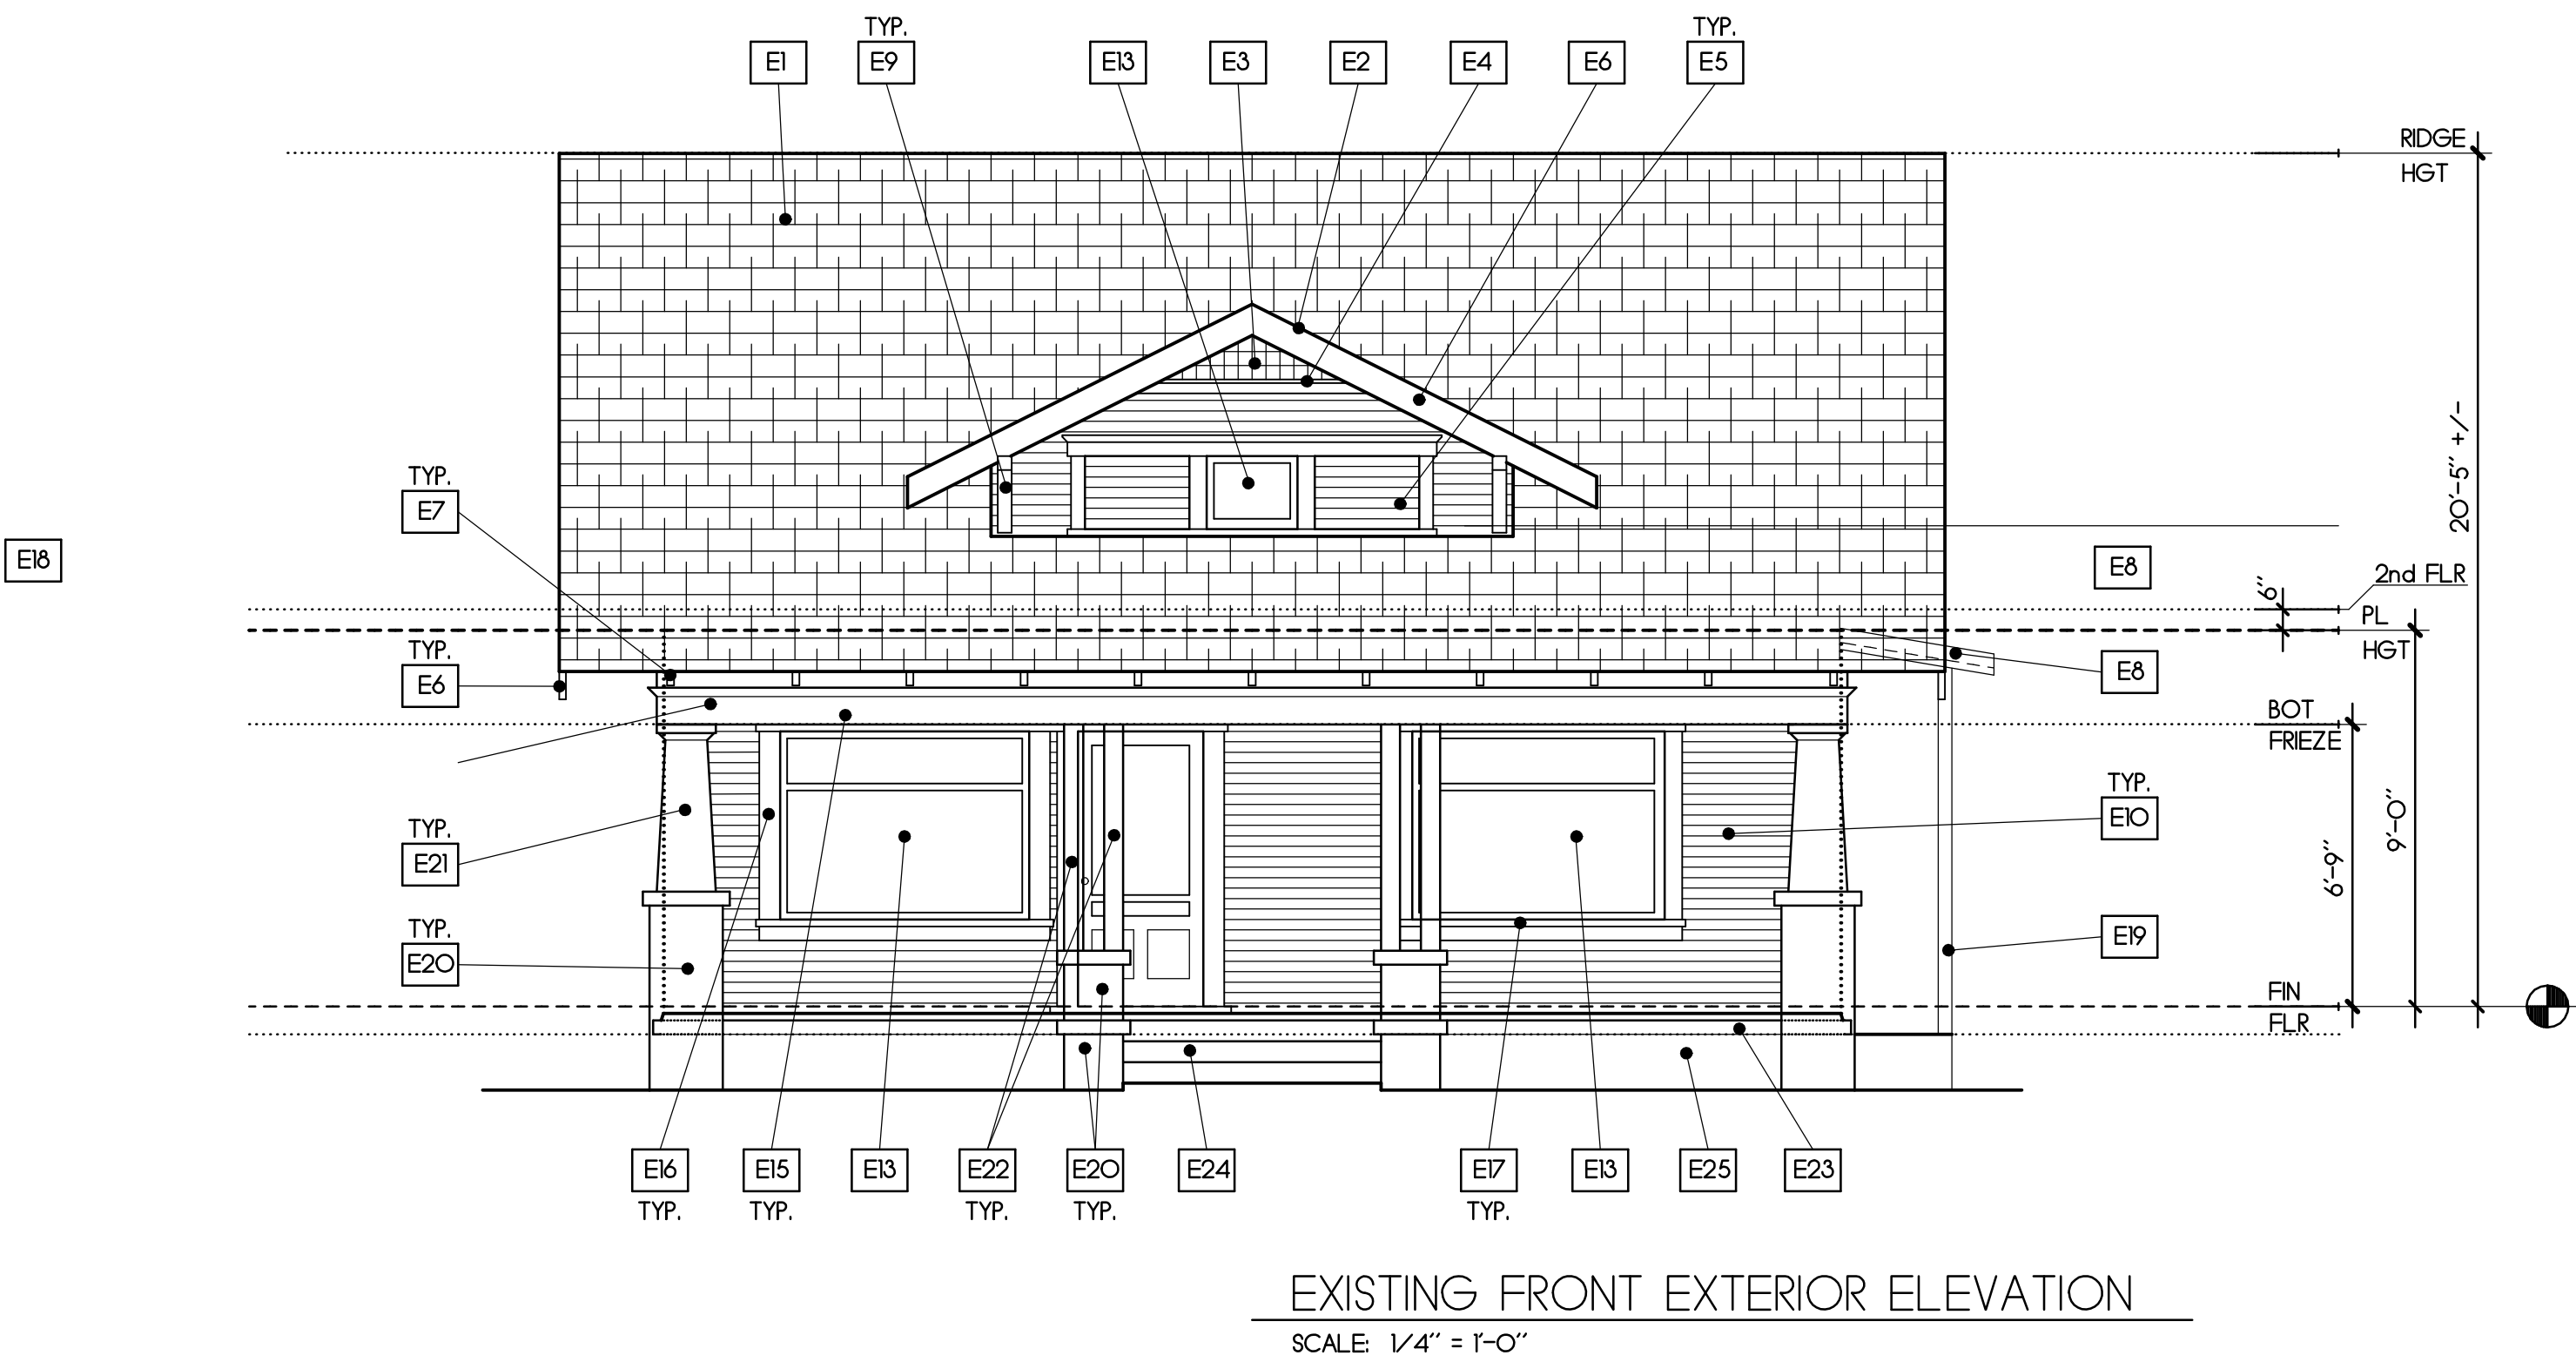 TYP.
TYP.
E1
E9
E13
E3
E2
E4
E6
E5
RIDGE
HGT
20'-5" +/-
TYP.
E7
E18
E8
2nd FLR
6"
PL
HGT
TYP.
E6
E8
BOT
FRIEZE
TYP.
E10
9'-0"
6'-9"
TYP.
E21
TYP.
E20
E19
FIN
FLR
E16
E15
E13
E22
E20
E24
E17
E13
E25
E23
TYP.
TYP.
TYP.
TYP.
TYP.
EXISTING FRONT EXTERIOR ELEVATION
SCALE: 1/4" = 1'-0"